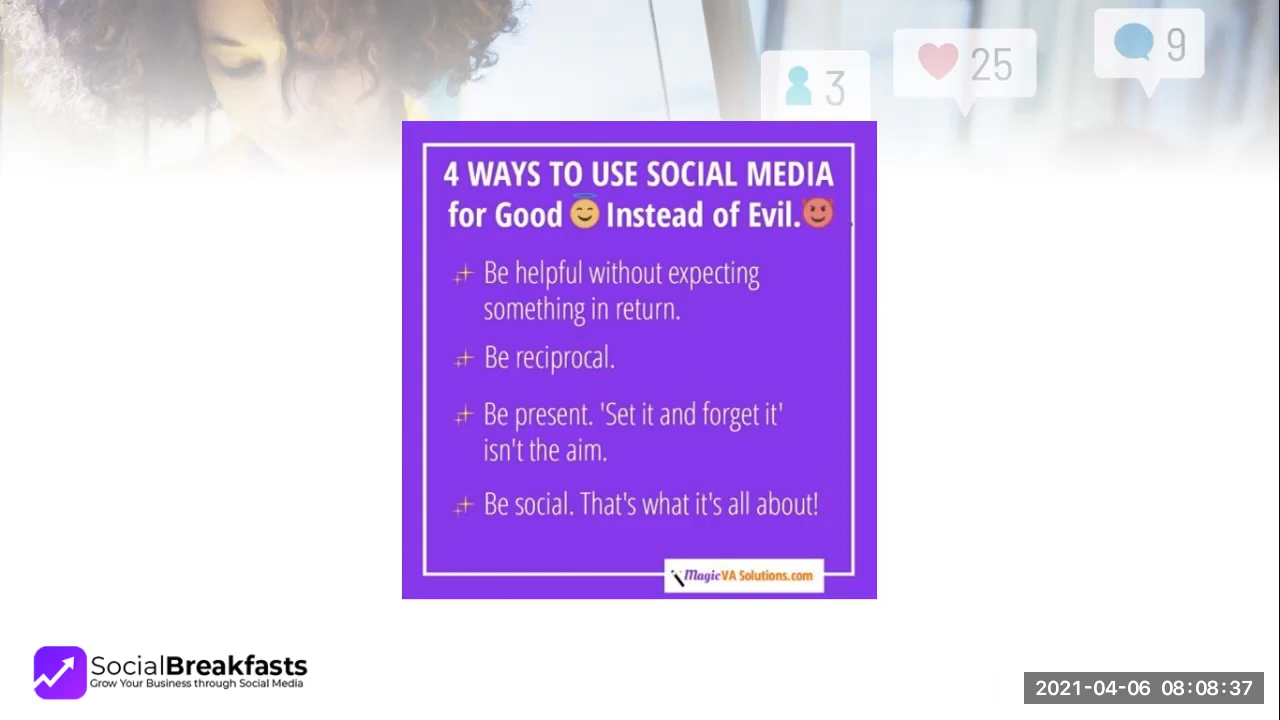 3
25
9
4 WAYS TO USE SOCIAL MEDIA
for Good 😇 Instead of Evil.😈
Be helpful without expecting
something in return.
Be reciprocal.
Be present. 'Set it and forget it'
isn't the aim.
Be social. That's what it's all about!
MagicVA Solutions.com
SocialBreakfasts
Grow Your Business through Social Media
2021-04-06 08:08:37